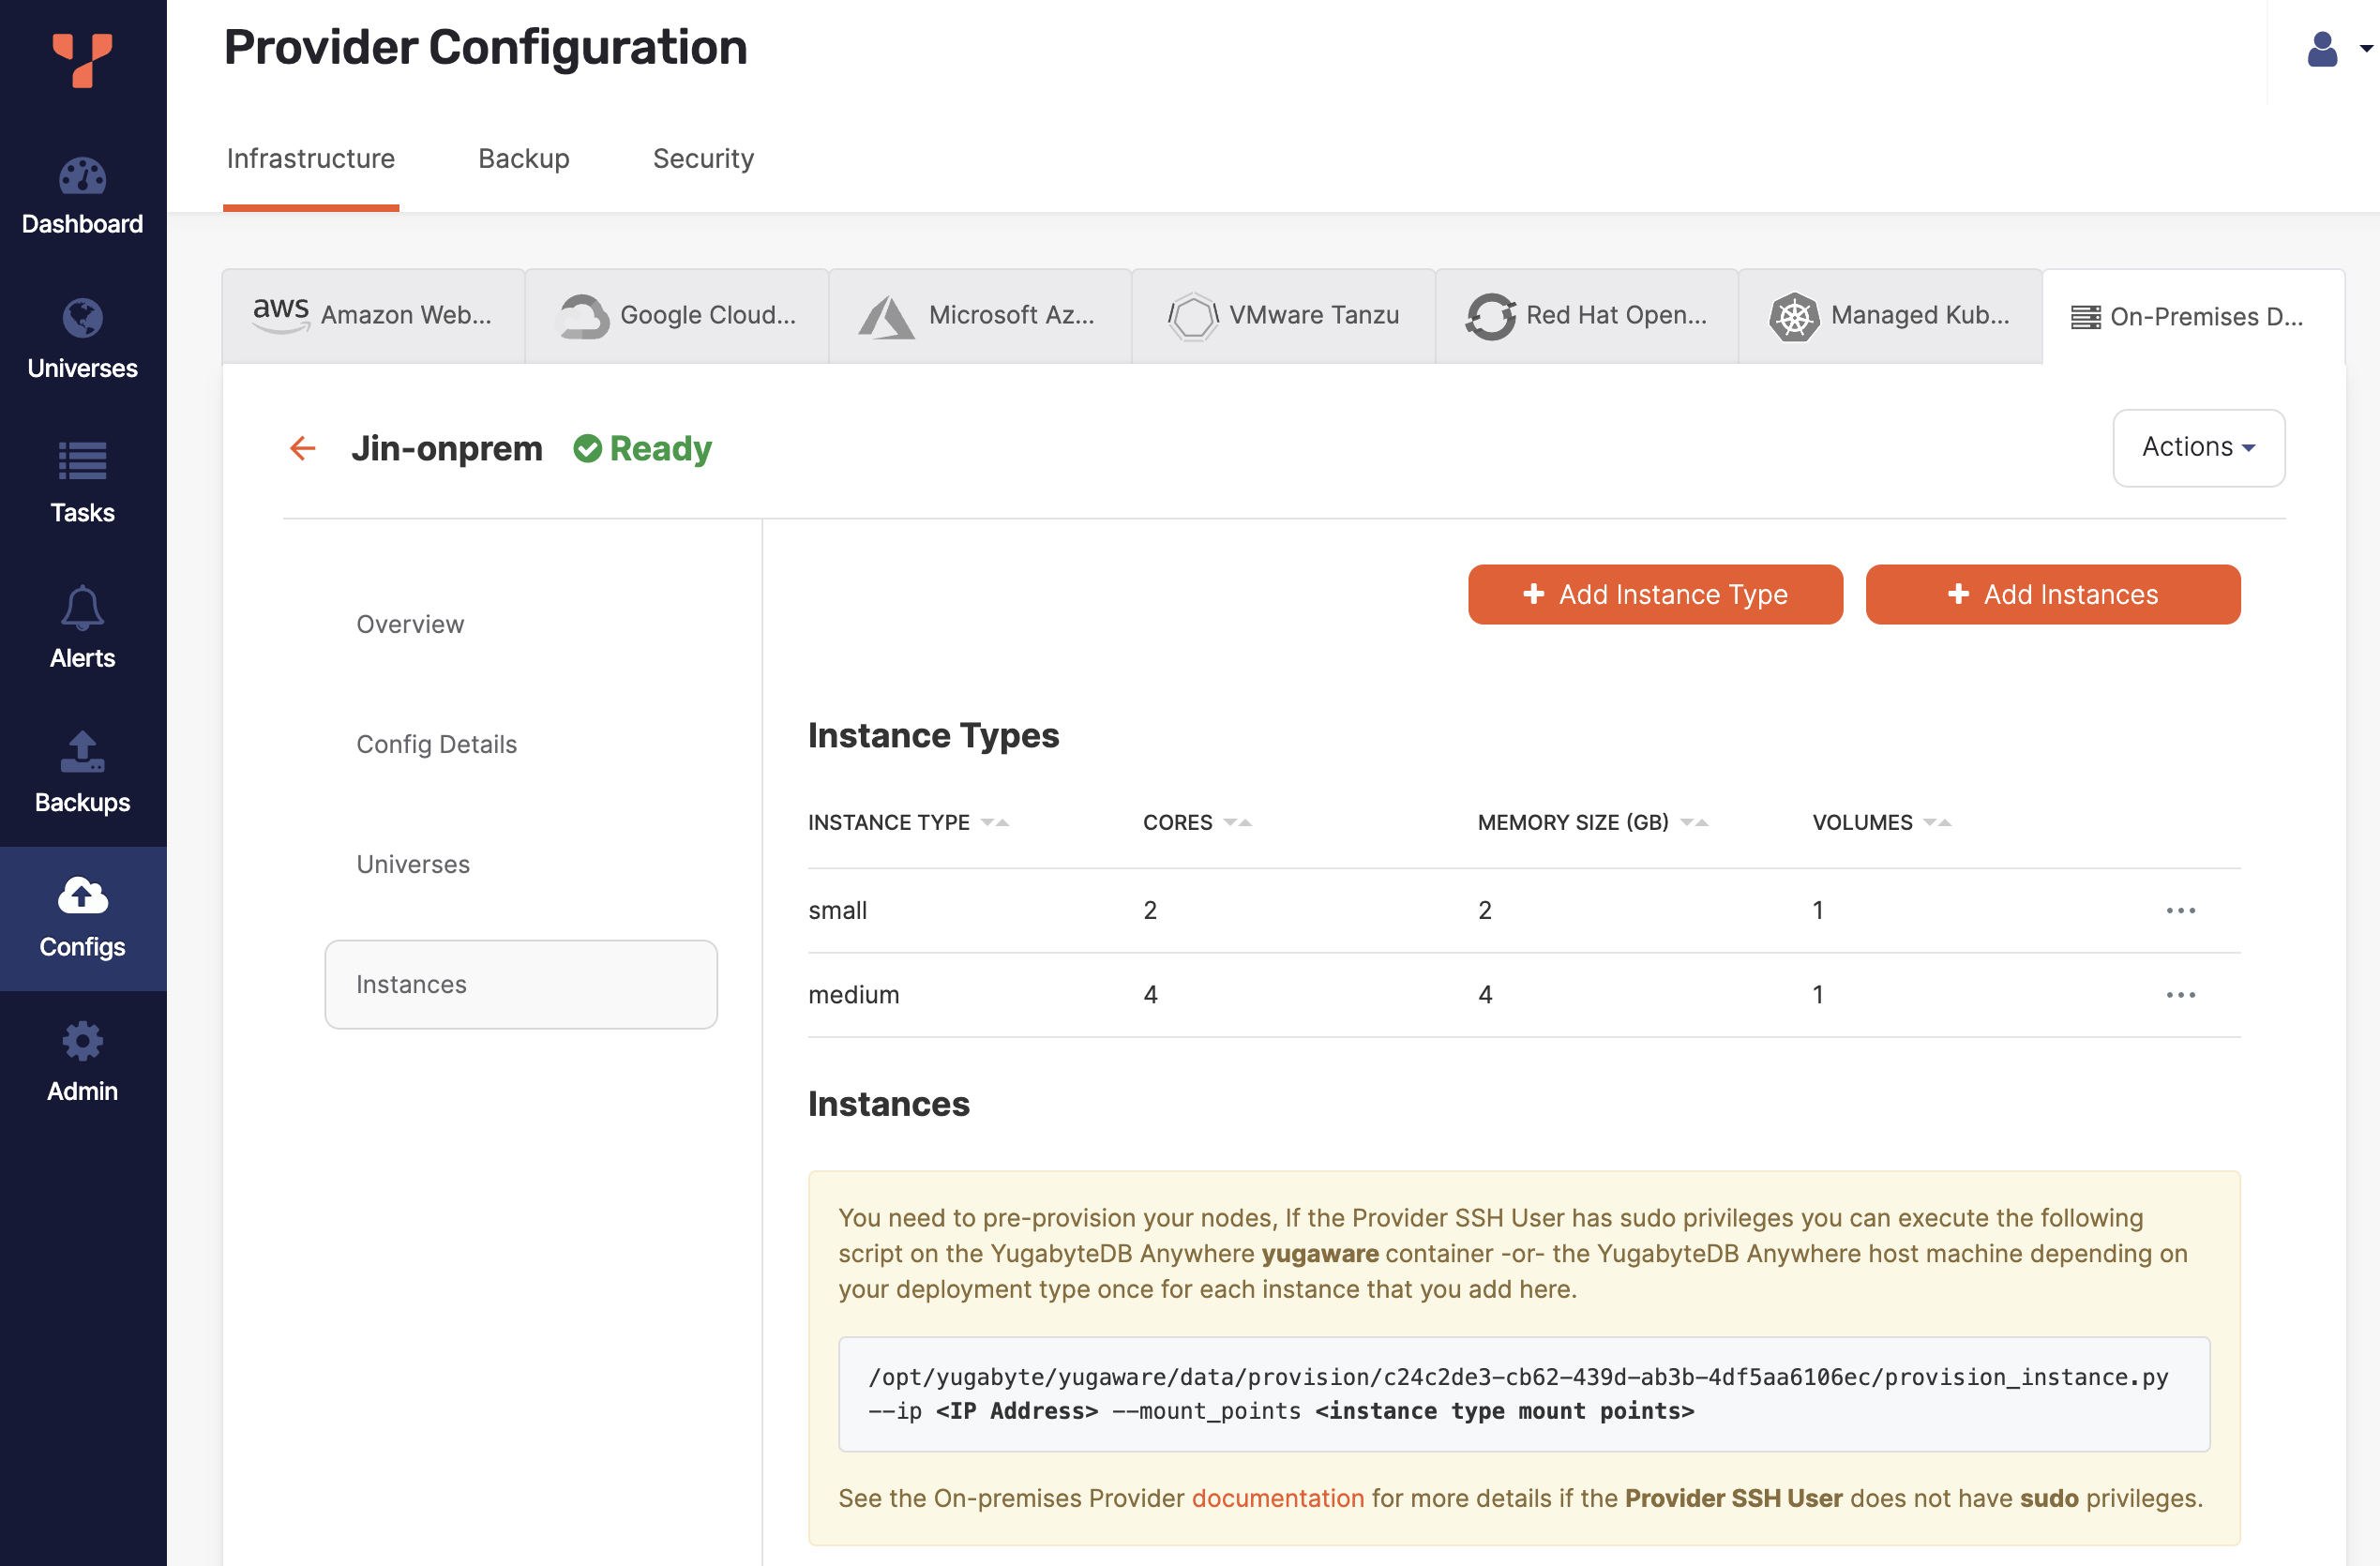 Provider Configuration
Infrastructure
Backup
Security
Dashboard
Universes
Tasks
Alerts
Backups
Configs
Admin
aws Amazon Web...
Google Cloud...
Microsoft Az...
VMware Tanzu
Red Hat Open...
Managed Kub...
On-Premises D...
Jin-onprem Ready
Actions
Overview
Config Details
Universes
Instances
+ Add Instance Type
+ Add Instances
Instance Types
INSTANCE TYPE CORES MEMORY SIZE (GB) VOLUMES
small 2 2 1 ...
medium 4 4 1 ...
Instances
You need to pre-provision your nodes, If the Provider SSH User has sudo privileges you can execute the following
script on the YugabyteDB Anywhere yugaware container -or- the YugabyteDB Anywhere host machine depending on
your deployment type once for each instance that you add here.
/opt/yugabyte/yugaware/data/provision/c24c2de3-cb62-439d-ab3b-4df5aa6106ec/provision_instance.py
--ip <IP Address> --mount_points <instance type mount points>
See the On-premises Provider documentation for more details if the Provider SSH User does not have sudo privileges.